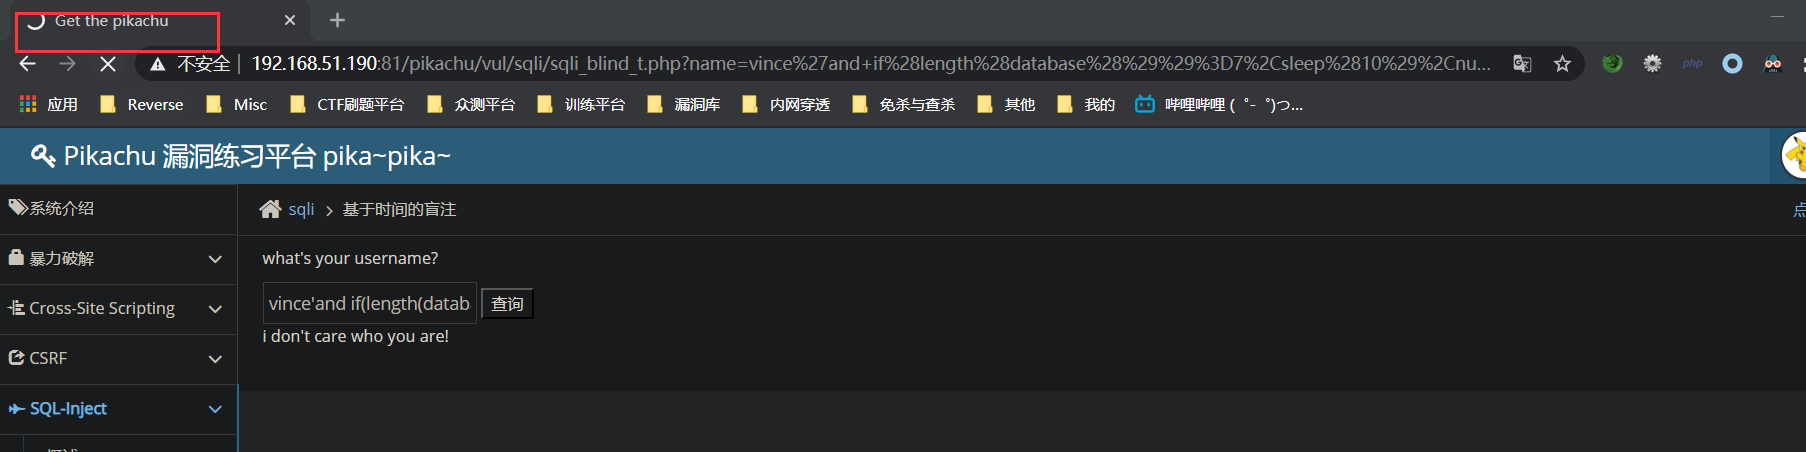 Get the pikachu
不安全 192.168.51.190:81/pikachu/vul/sqli/sqli_blind_t.php?name=vince%27and+if%28length%28database%28%29%29%3D7%2Csleep%2810%29%2Cnu...
应用 Reverse Misc CTF刷题平台 众测平台 训练平台 漏洞库 内网穿透 免杀与查杀 其他 我的 哔哩哔哩 (゜-゜)つ...
Pikachu 漏洞练习平台 pika~pika~
系统介绍
sqli > 基于时间的盲注
点
暴力破解
what's your username?
Cross-Site Scripting
vince'and if(length(datab 查询
i don't care who you are!
CSRF
SQL-Inject
概述